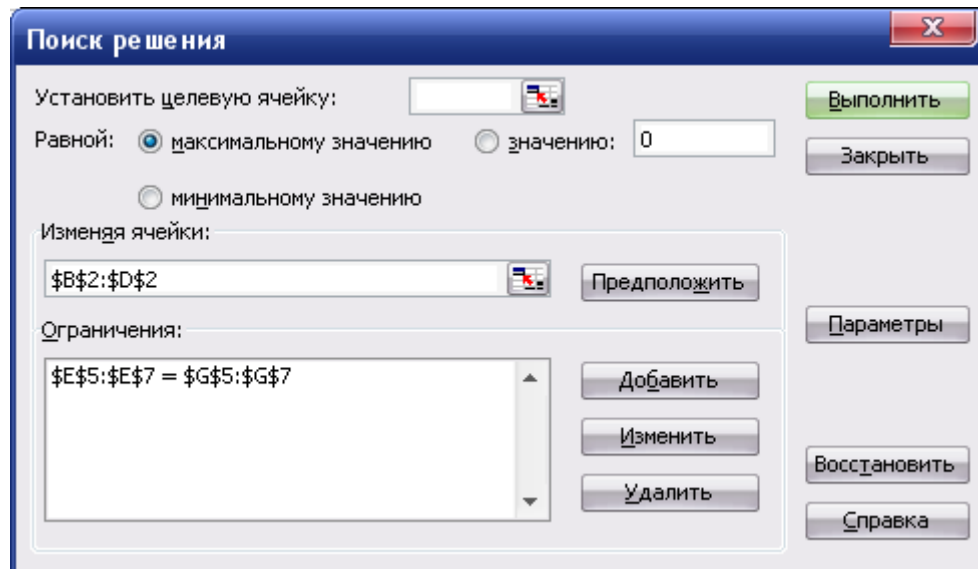 Поиск решения
Установить целевую ячейку:
Выполнить
Равной: максимальному значению значению: 0
Закрыть
минимальному значению
Изменяя ячейки:
$B$2:$D$2
Предположить
Параметры
Ограничения:
$E$5:$E$7 = $G$5:$G$7
Добавить
Изменить
Удалить
Восстановить
Справка